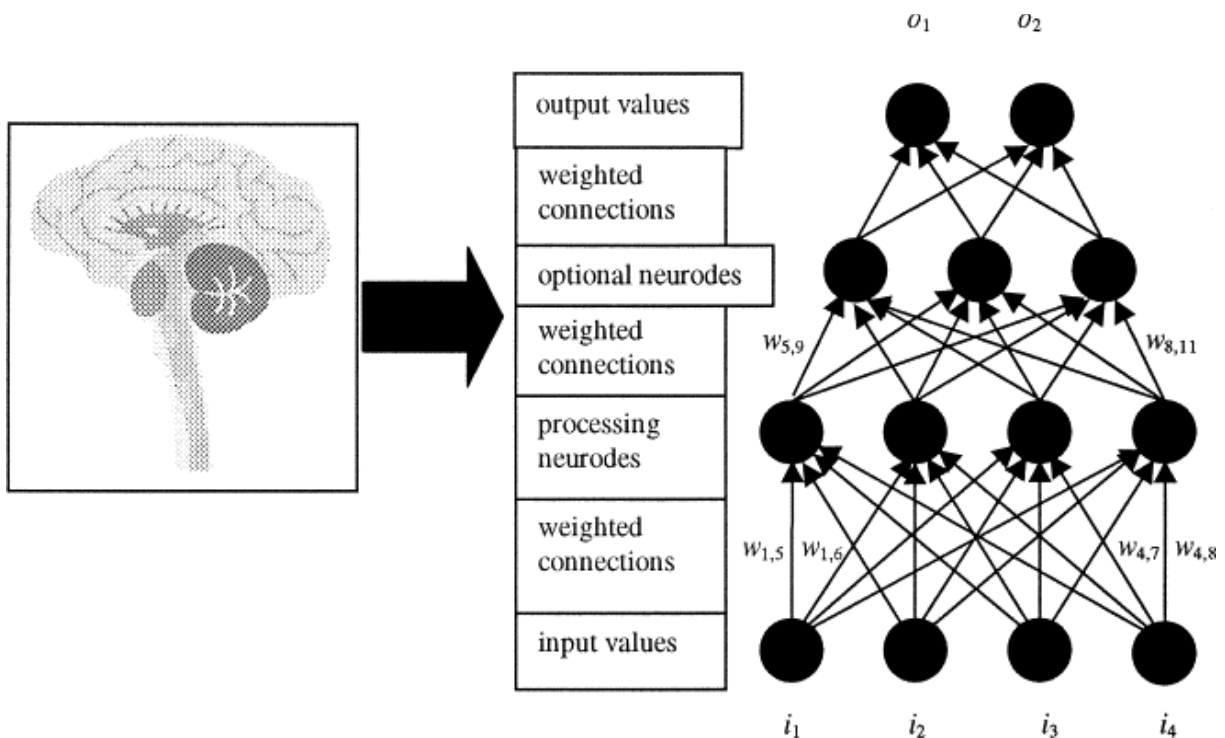 o₁ o₂
output values
weighted
connections
optional neurodes
weighted
connections
w₅,₉ w₈,₁₁
processing
neurodes
weighted
connections
w₁,₅ w₁,₆ w₄,₇ w₄,₈
input values
i₁ i₂ i₃ i₄